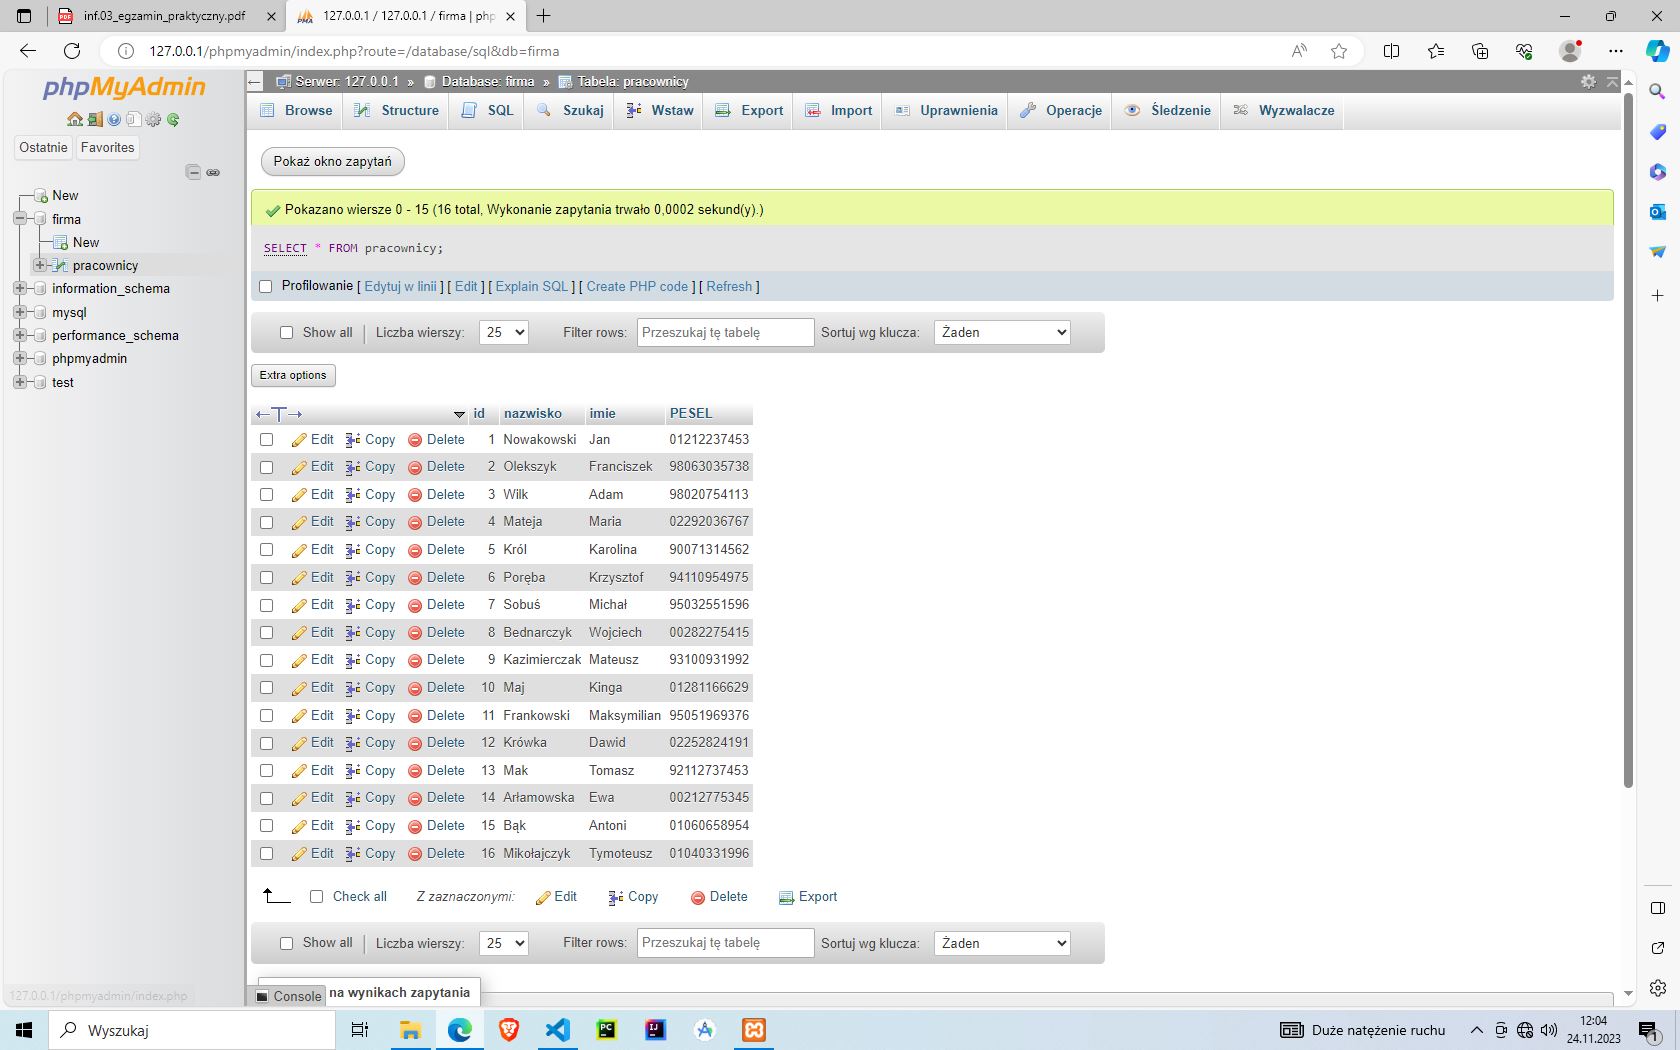 inf.03_egzamin_praktyczny.pdf
127.0.0.1 / 127.0.0.1 / firma | php
127.0.0.1/phpmyadmin/index.php?route=/database/sql&db=firma
phpMyAdmin
Ostatnie Favorites
New
firma
New
pracownicy
information_schema
mysql
performance_schema
phpmyadmin
test
Serwer: 127.0.0.1 » Database: firma » Tabela: pracownicy
Browse Structure SQL Szukaj Wstaw Export Import Uprawnienia Operacje Śledzenie Wyzwalacze
Pokaż okno zapytań
Pokazano wiersze 0 - 15 (16 total, Wykonanie zapytania trwało 0,0002 sekund(y).)
SELECT * FROM pracownicy;
Profilowanie [ Edytuj w linii ] [ Edit ] [ Explain SQL ] [ Create PHP code ] [ Refresh ]
Show all | Liczba wierszy: 25 Filter rows: Przeszukaj tę tabelę Sortuj wg klucza: Żaden
Extra options
←T→ id nazwisko imie PESEL
Edit Copy Delete 1 Nowakowski Jan 01212237453
Edit Copy Delete 2 Olekszyk Franciszek 98063035738
Edit Copy Delete 3 Wilk Adam 98020754113
Edit Copy Delete 4 Mateja Maria 02292036767
Edit Copy Delete 5 Król Karolina 90071314562
Edit Copy Delete 6 Poręba Krzysztof 94110954975
Edit Copy Delete 7 Sobuś Michał 95032551596
Edit Copy Delete 8 Bednarczyk Wojciech 00282275415
Edit Copy Delete 9 Kazimierczak Mateusz 93100931992
Edit Copy Delete 10 Maj Kinga 01281166629
Edit Copy Delete 11 Frankowski Maksymilian 95051969376
Edit Copy Delete 12 Krówka Dawid 02252824191
Edit Copy Delete 13 Mak Tomasz 92112737453
Edit Copy Delete 14 Arłamowska Ewa 00212775345
Edit Copy Delete 15 Bąk Antoni 01060658954
Edit Copy Delete 16 Mikołajczyk Tymoteusz 01040331996
Check all Z zaznaczonymi: Edit Copy Delete Export
Show all | Liczba wierszy: 25 Filter rows: Przeszukaj tę tabelę Sortuj wg klucza: Żaden
127.0.0.1/phpmyadmin/index.php
Console na wynikach zapytania
Wyszukaj
PC
IJ
Duże natężenie ruchu
12:04
24.11.2023
1